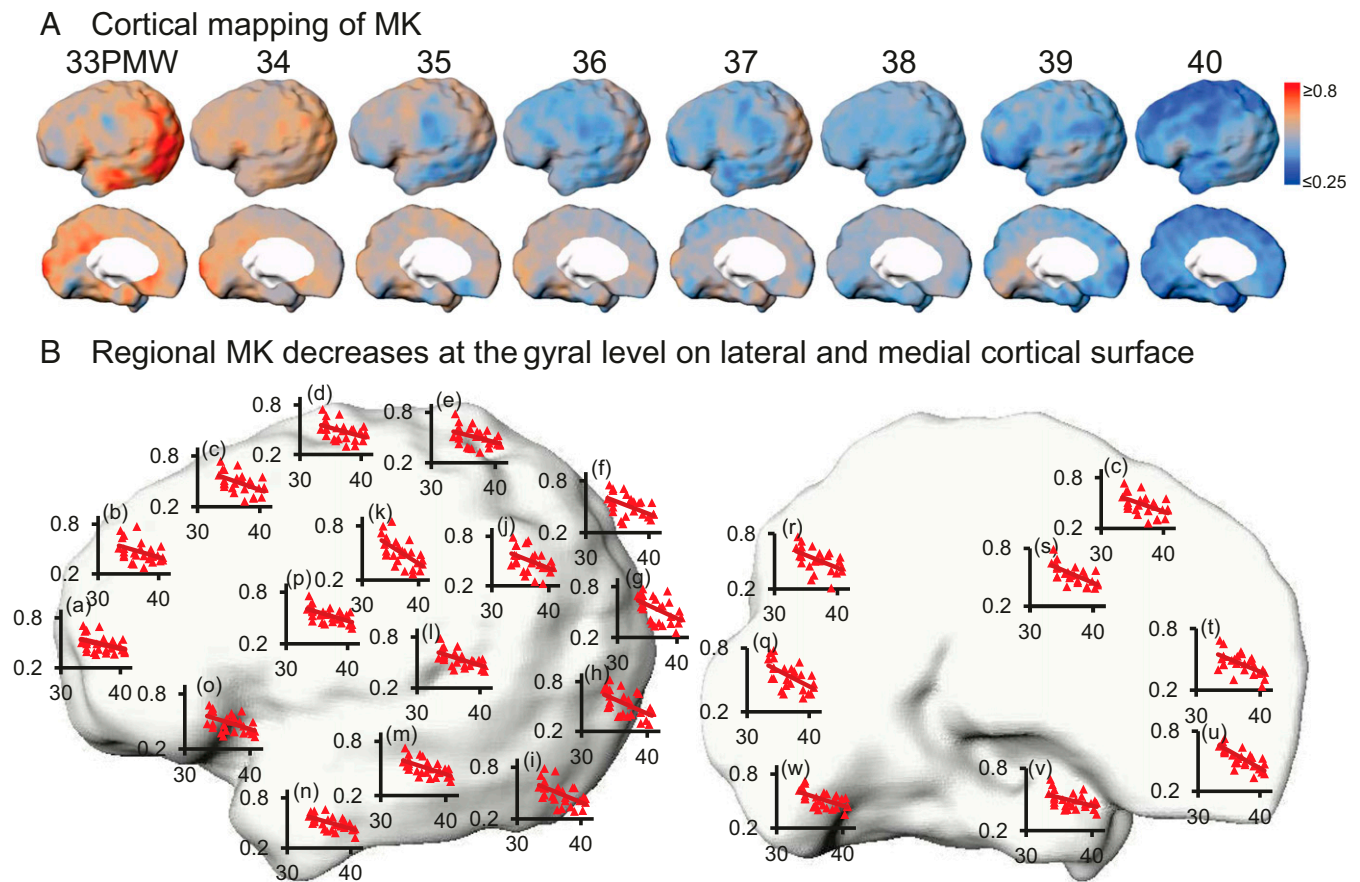 A Cortical mapping of MK
33PMW 34 35 36 37 38 39 40
≥0.8
≤0.25
B Regional MK decreases at the gyral level on lateral and medial cortical surface
(a) 0.8 0.2 30 40
(b) 0.8 0.2 30 40
(c) 0.8 0.2 30 40
(d) 0.8 0.2 30 40
(e) 0.8 0.2 30 40
(f) 0.8 0.2 30 40
(g) 0.8 0.2 30 40
(h) 0.8 0.2 30 40
(i) 0.8 0.2 30 40
(j) 0.8 0.2 30 40
(k) 0.8 0.2 30 40
(l) 0.8 0.2 30 40
(m) 0.8 0.2 30 40
(n) 0.8 0.2 30 40
(o) 0.8 0.2 30 40
(p) 0.8 0.2 30 40
(c) 0.8 0.2 30 40
(r) 0.8 0.2 30 40
(s) 0.8 0.2 30 40
(q) 0.8 0.2 30 40
(t) 0.8 0.2 30 40
(u) 0.8 0.2 30 40
(v) 0.8 0.2 30 40
(w) 0.8 0.2 30 40